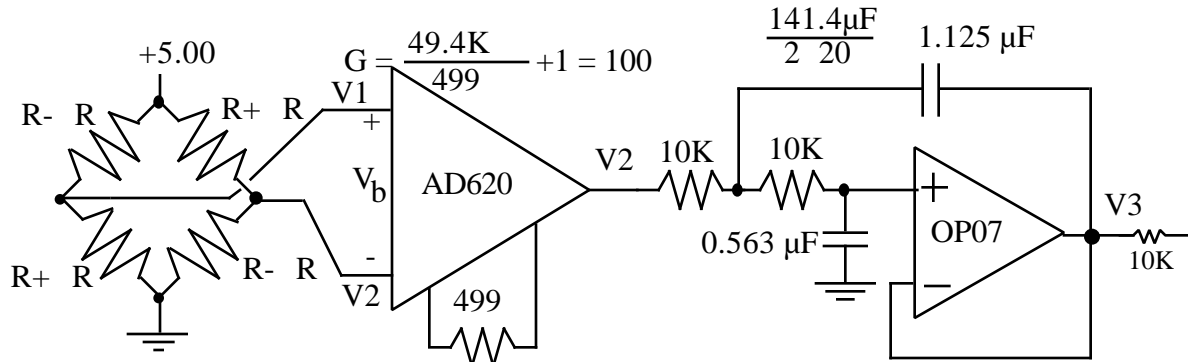 +5.00
R- R
R+ R
R+ R
R- R
G = 49.4K/499 +1 = 100
V1
+
Vb
-
V2
AD620
499
V2
10K
10K
141.4µF
2 20
1.125 µF
0.563 µF
+
OP07
−
V3
10K